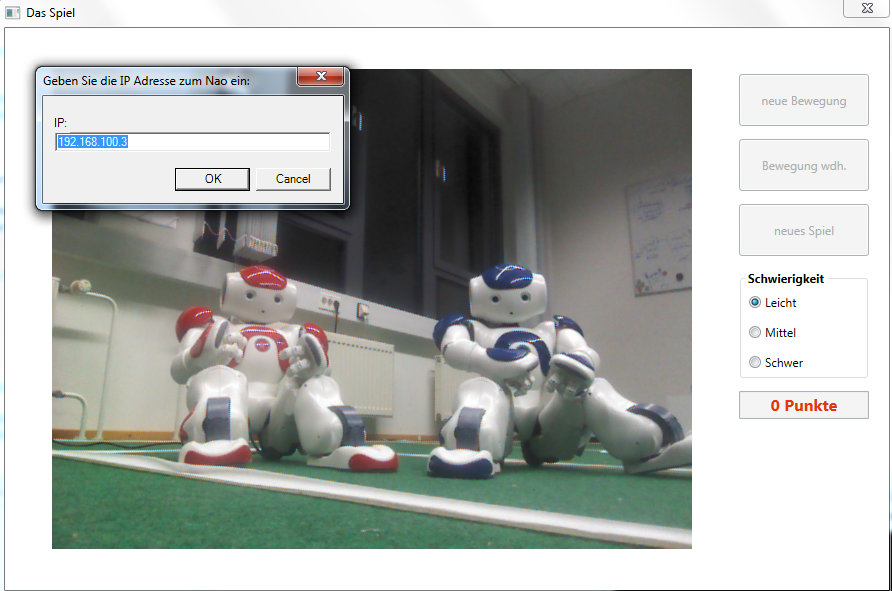 Das Spiel
Geben Sie die IP Adresse zum Nao ein:
IP:
192.168.100.3
OK
Cancel
neue Bewegung
Bewegung wdh.
neues Spiel
Schwierigkeit
Leicht
Mittel
Schwer
0 Punkte